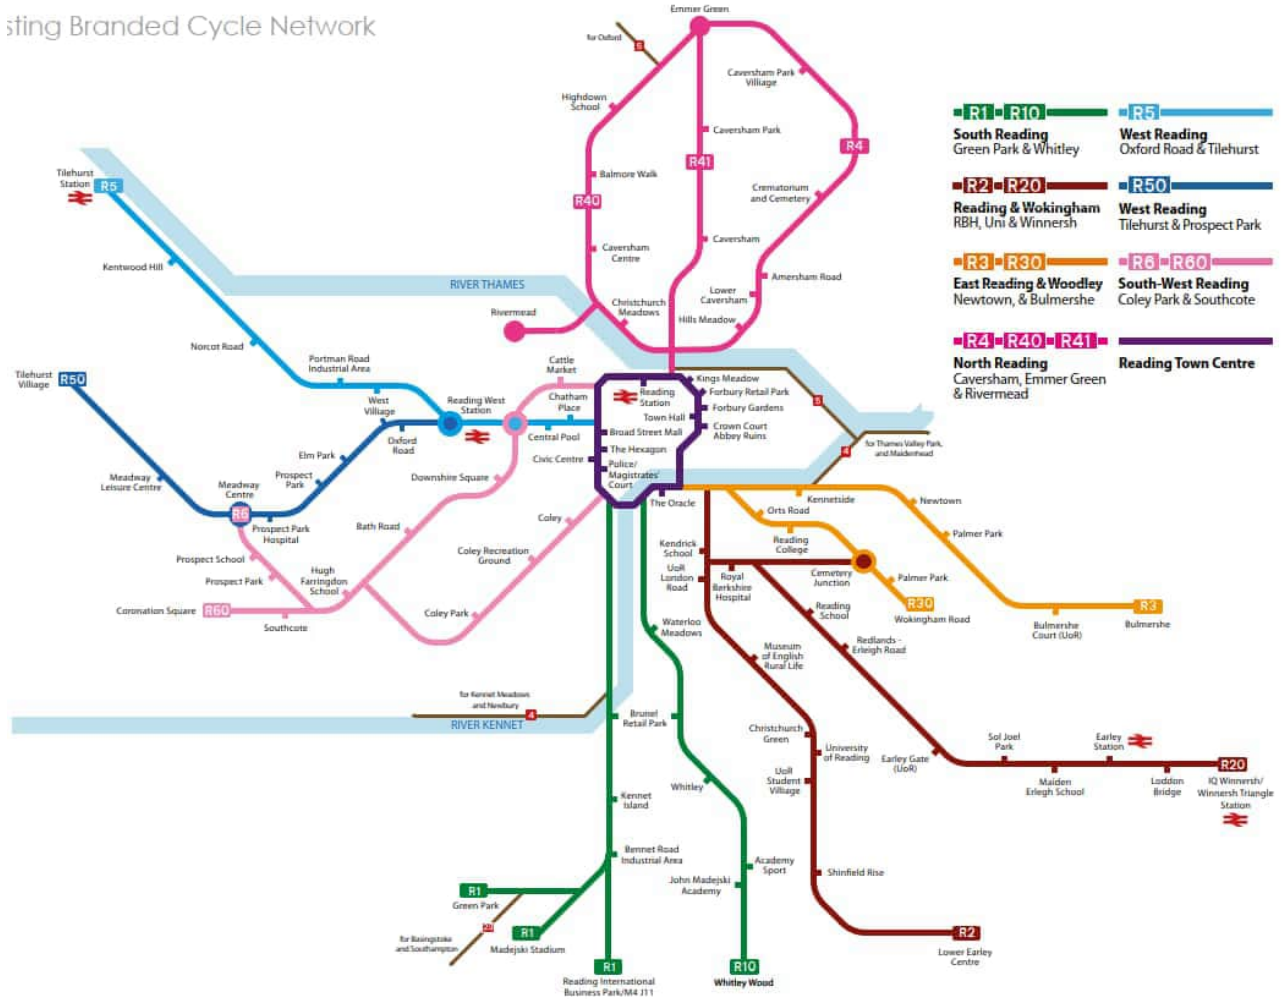 sting Branded Cycle Network
Emmer Green
for Oxford
5
Caversham Park
Villiage
Highdown
School
Caversham Park
R4
R41
Balmore Walk
Crematorium
and Cemetery
R40
Caversham
Caversham
Centre
Amersham Road
Lower
Caversham
Christchurch
Meadows
Hills Meadow
Rivermead
RIVER THAMES
R1 R10
South Reading
Green Park & Whitley
R5
West Reading
Oxford Road & Tilehurst
R2 R20
Reading & Wokingham
RBH, Uni & Winnersh
R50
West Reading
Tilehurst & Prospect Park
R3 R30
East Reading & Woodley
Newtown, & Bulmershe
R6 R60
South-West Reading
Coley Park & Southcote
R4 R40 R41
North Reading
Caversham, Emmer Green
& Rivermead
Reading Town Centre
Tilehurst
Station
R5
Kentwood Hill
Norcot Road
Portman Road
Industrial Area
Tilehurst
Village
R50
West
Village
Reading West
Station
Cattle
Market
Chatham
Place
Central Pool
Oxford
Road
Elm Park
Prospect
Park
Meadway
Leisure Centre
Meadway
Centre
R6
Prospect Park
Hospital
Downshire Square
Bath Road
Prospect School
Prospect Park
Hugh
Farringdon
School
Coronation Square
R60
Southcote
Coley
Coley Recreation
Ground
Coley Park
Reading
Station
Town Hall
Broad Street Mall
The Hexagon
Civic Centre
Police/
Magistrates'
Court
Kings Meadow
Forbury Retail Park
Forbury Gardens
Crown Court
Abbey Ruins
The Oracle
5
4
for Thames Valley Park,
and Maidenhead
Kennetside
Newtown
Orts Road
Palmer Park
Reading
College
Kendrick
School
UoR
London
Road
Royal
Berkshire
Hospital
Cemetery
Junction
Palmer Park
R30
Wokingham Road
R3
Bulmershe
Court (UoR)
Bulmershe
Reading
School
Redlands -
Erleigh Road
Waterloo
Meadows
Museum
of English
Rural Life
for Kennet Meadows
and Newbury
4
RIVER KENNET
Brunel
Retail Park
Christchurch
Green
University
of Reading
Earley Gate
(UoR)
Sol Joel
Park
Earley
Station
Maiden
Erlegh School
Loddon
Bridge
R20
IQ Winnersh/
Winnersh Triangle
Station
UoR
Student
Village
Whitley
Kennet
Island
Bennet Road
Industrial Area
Academy
Sport
John Madejski
Academy
Shinfield Rise
R1
Green Park
23
for Basingstoke
and Southampton
R1
Madejski Stadium
R1
Reading International
Business Park/M4 J11
R10
Whitley Wood
R2
Lower Earley
Centre